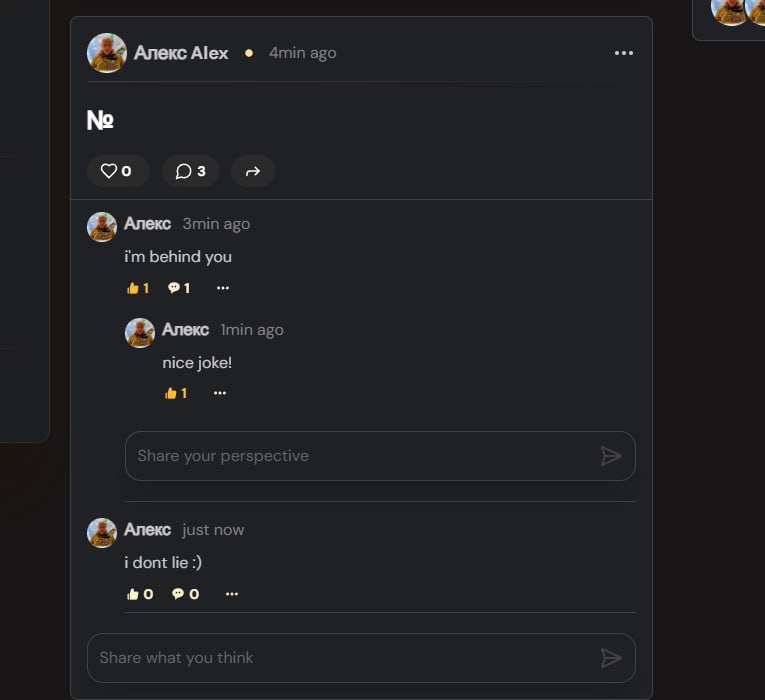 Алекс Alex • 4min ago •••
№
0 3
Алекс 3min ago
i'm behind you
1 1 •••
Алекс 1min ago
nice joke!
1 •••
Share your perspective
Алекс just now
i dont lie :)
0 0 •••
Share what you think